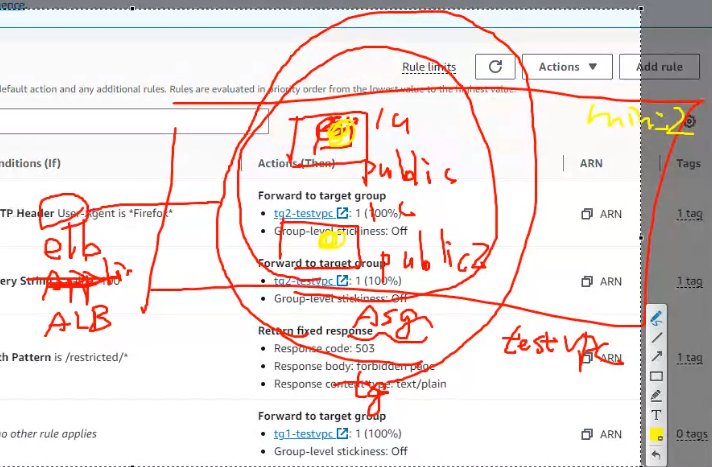 Rule limits
Actions ▼
Add rule
default action and any additional rules. Rules are evaluated in priority order from the lowest value to the highest value.
min:2
1a
public
1c
public2
elb
ALB
Asg
tg
testvpc
nditions (If)
Actions (Then)
ARN
Tags
TP Header User-Agent is *Firefox*
Forward to target group
tg2-testvpc: 1 (100%)
Group-level stickiness: Off
ARN
1 tag
ery String
Forward to target group
tg2-testvpc: 1 (100%)
Group-level stickiness: Off
ARN
1 tag
th Pattern is /restricted/*
Return fixed response
Response code: 503
Response body: forbidden page
Response content type: text/plain
ARN
1 tag
no other rule applies
Forward to target group
tg1-testvpc: 1 (100%)
Group-level stickiness: Off
ARN
0 tags
T